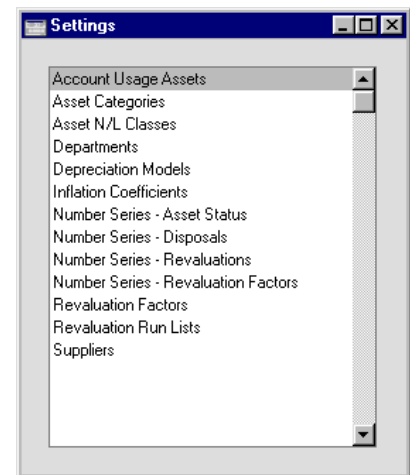 Settings
Account Usage Assets
Asset Categories
Asset N/L Classes
Departments
Depreciation Models
Inflation Coefficients
Number Series - Asset Status
Number Series - Disposals
Number Series - Revaluations
Number Series - Revaluation Factors
Revaluation Factors
Revaluation Run Lists
Suppliers